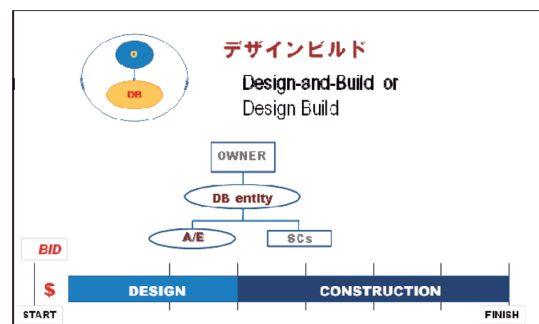 O
DB
デザインビルド
Design-and-Build or
Design Build
OWNER
DB entity
A/E
SCs
BID
$
DESIGN
CONSTRUCTION
START
FINISH